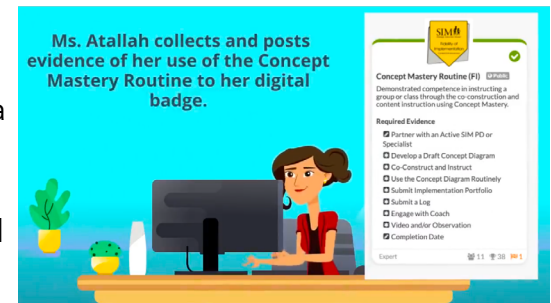 Ms. Atallah collects and posts
evidence of her use of the Concept
Mastery Routine to her digital
badge.
SIM
Fidelity of
Implementation
Concept Mastery Routine (FI) Public
Demonstrated competence in instructing a
group or class through the co-construction and
content instruction using Concept Mastery.
Required Evidence
Partner with an Active SIM PD or
Specialist
Develop a Draft Concept Diagram
Co-Construct and Instruct
Use the Concept Diagram Routinely
Submit Implementation Portfolio
Submit a Log
Engage with Coach
Video and/or Observation
Completion Date
Expert 11 38 1
a